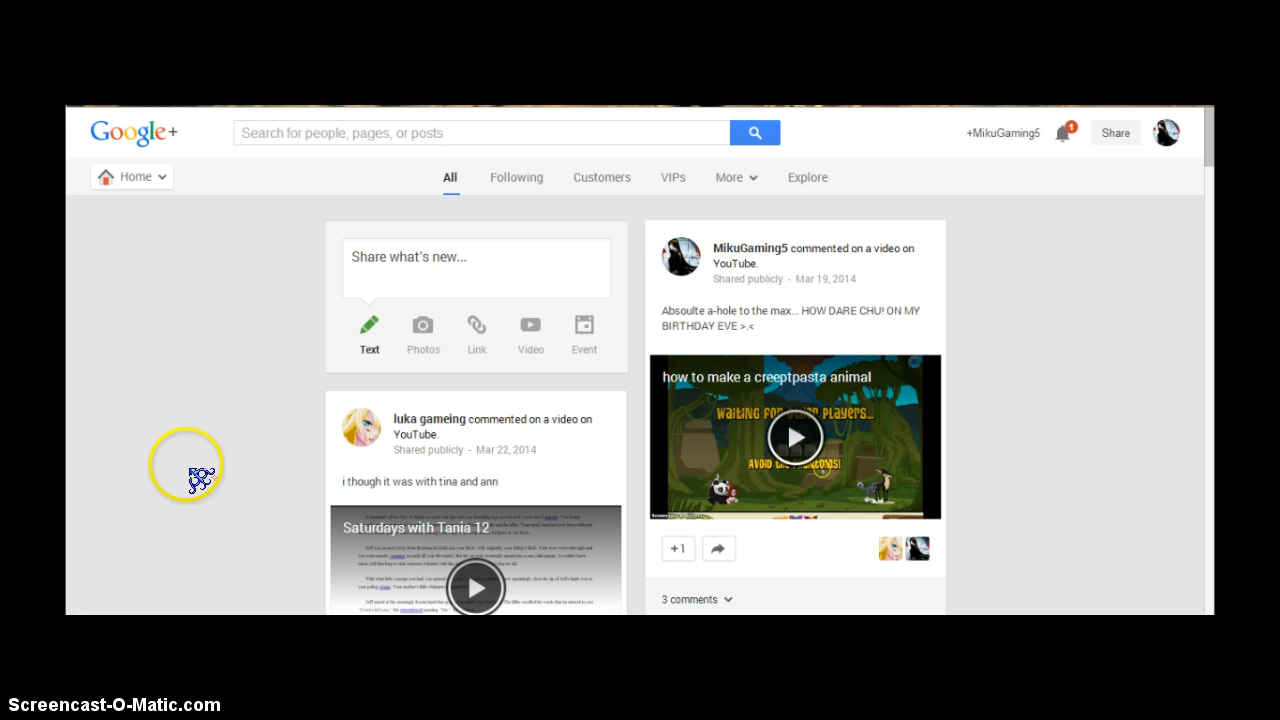 Google+
Search for people, pages, or posts
+MikuGaming5
1
Share
Home
All
Following
Customers
VIPs
More
Explore
Share what's new...
Text
Photos
Link
Video
Event
luka gameing commented on a video on
YouTube.
Shared publicly - Mar 22, 2014
i though it was with tina and ann
Saturdays with Tania 12
MikuGaming5 commented on a video on
YouTube.
Shared publicly - Mar 19, 2014
Absoulte a-hole to the max... HOW DARE CHU! ON MY
BIRTHDAY EVE >.<
how to make a creeptpasta animal
WAITING FOR OTHER PLAYERS...
AVOID THE PHANTOMS!
+1
3 comments
Screencast-O-Matic.com